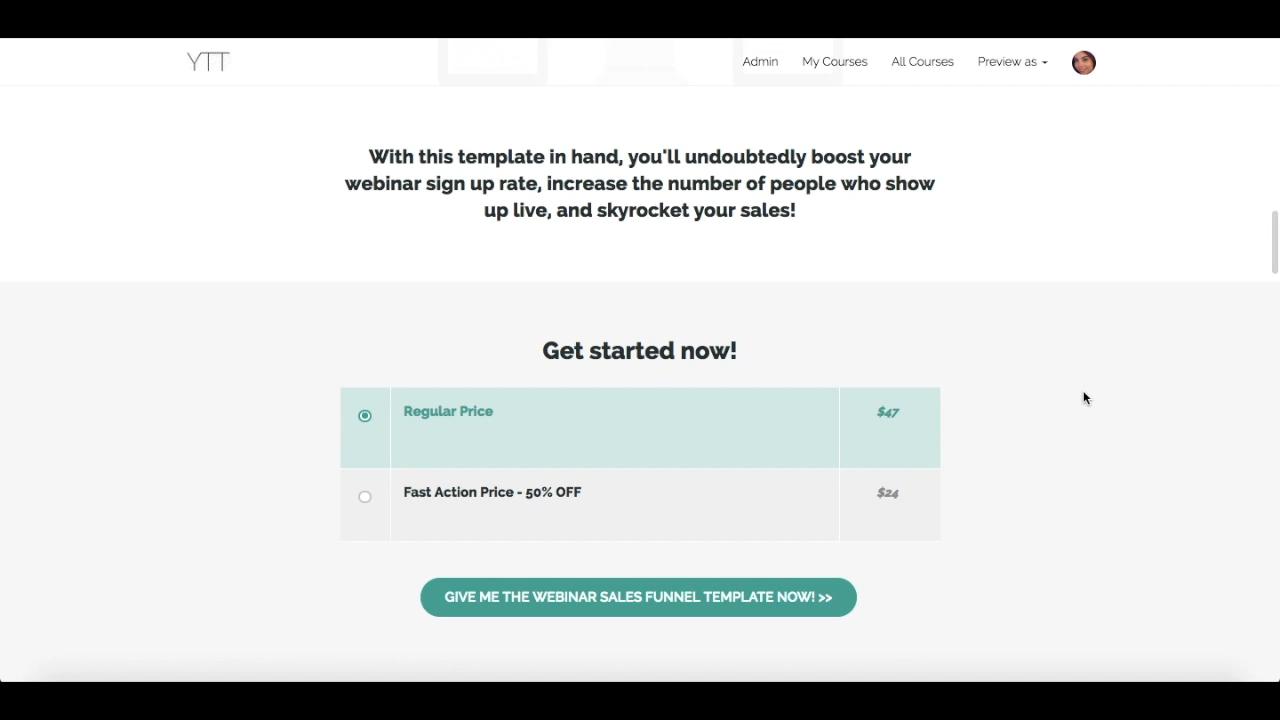 YTT
Admin My Courses All Courses Preview as
With this template in hand, you'll undoubtedly boost your
webinar sign up rate, increase the number of people who show
up live, and skyrocket your sales!
Get started now!
Regular Price $47
Fast Action Price - 50% OFF $24
GIVE ME THE WEBINAR SALES FUNNEL TEMPLATE NOW! >>